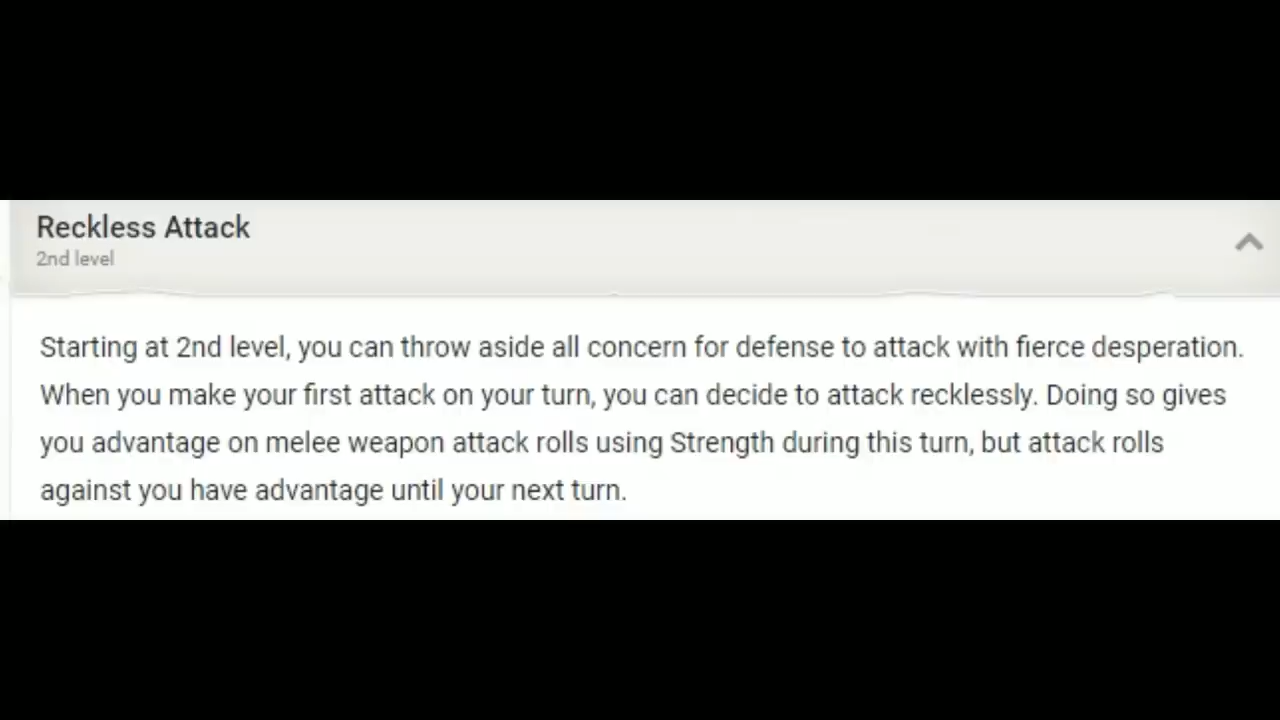 Reckless Attack
2nd level
Starting at 2nd level, you can throw aside all concern for defense to attack with fierce desperation.
When you make your first attack on your turn, you can decide to attack recklessly. Doing so gives
you advantage on melee weapon attack rolls using Strength during this turn, but attack rolls
against you have advantage until your next turn.